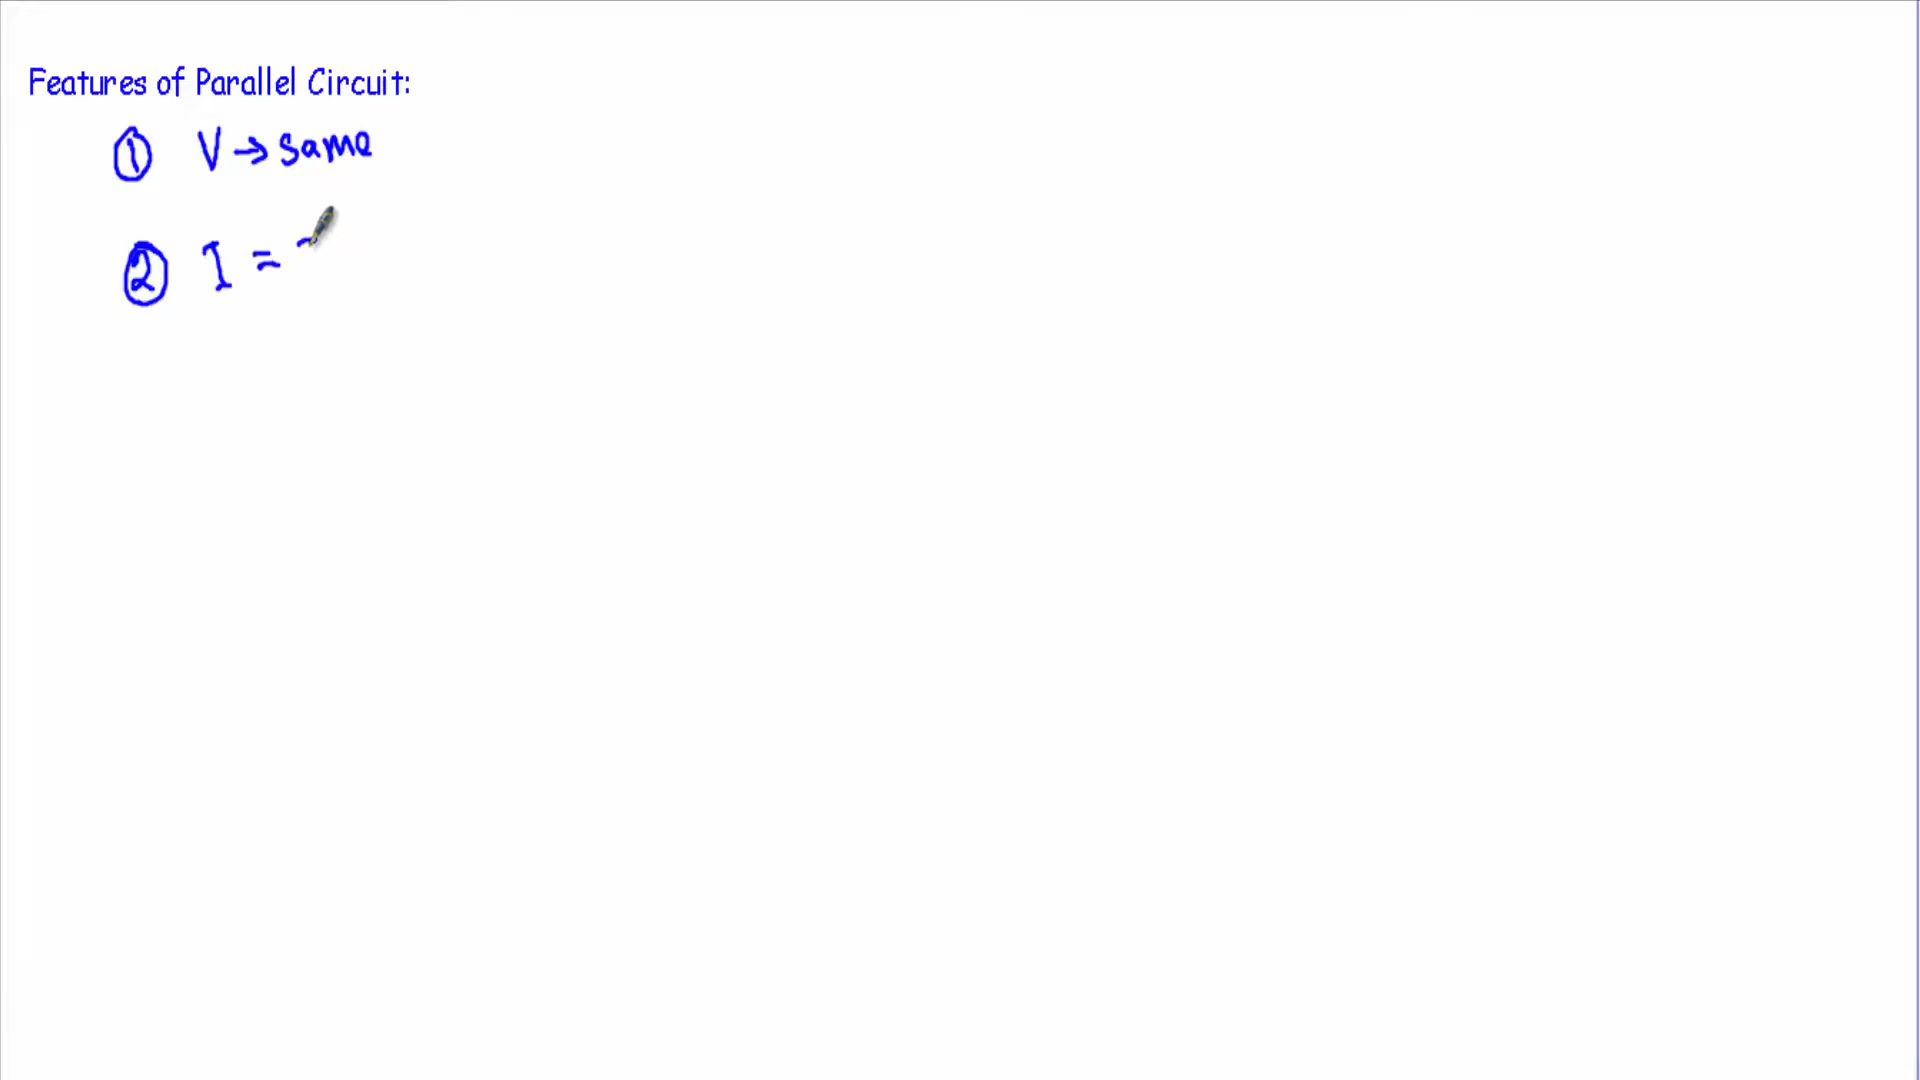 Features of Parallel Circuit:
① V → same
② I =